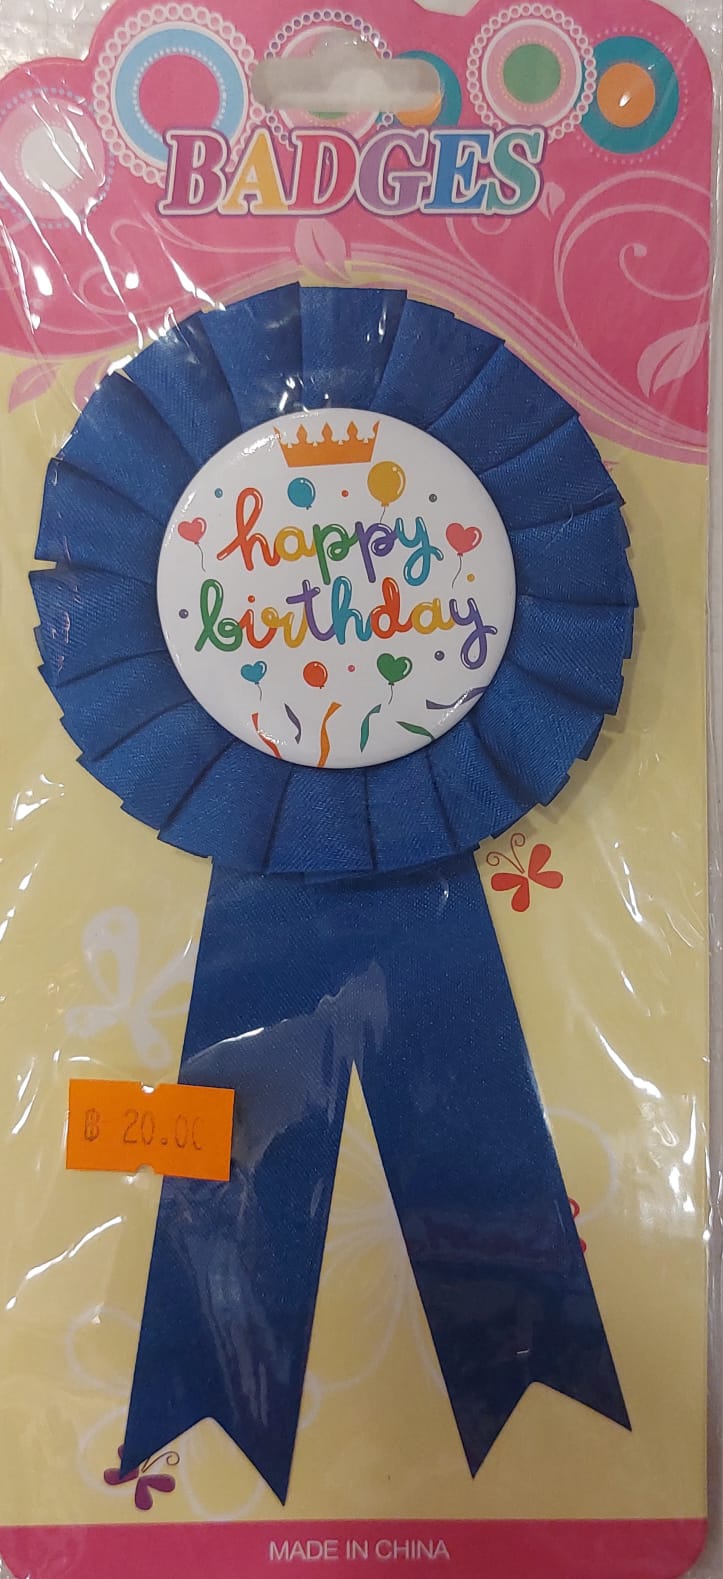 BADGES
happy
birthday
฿ 20.00
MADE IN CHINA